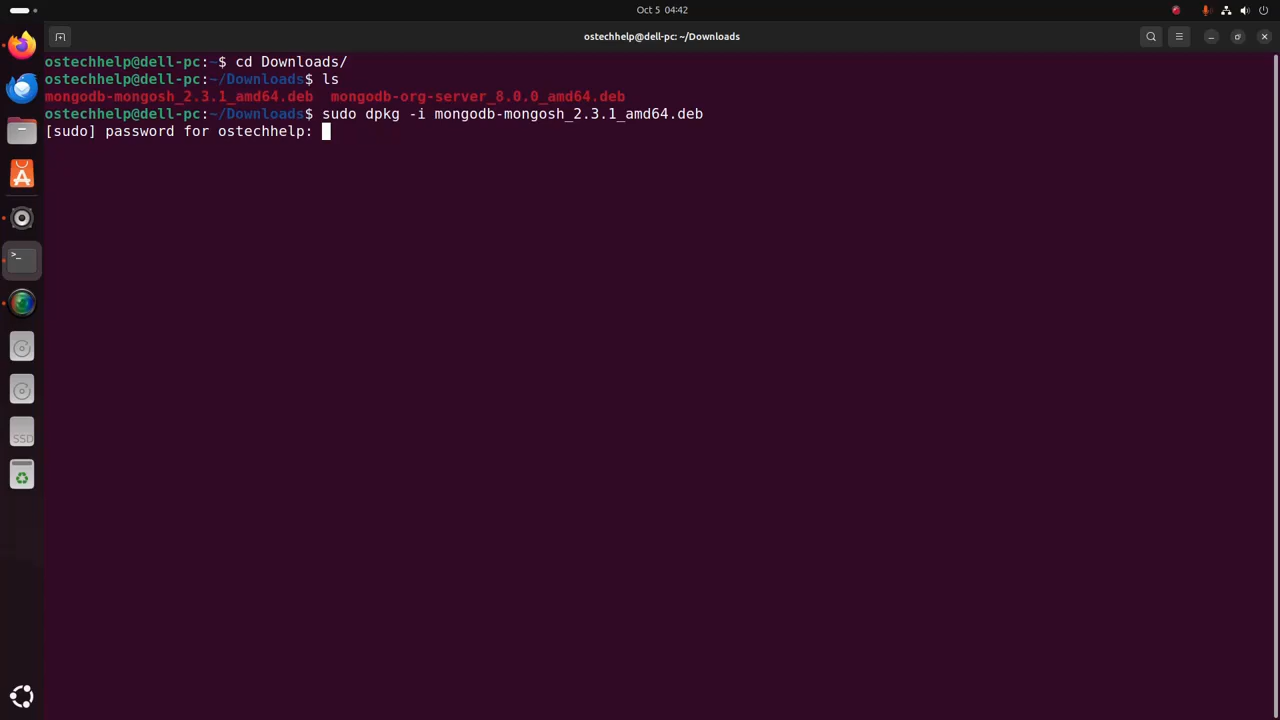 Oct 5 04:42
ostechhelp@dell-pc: ~/Downloads
ostechhelp@dell-pc:~$ cd Downloads/
ostechhelp@dell-pc:~/Downloads$ ls
mongodb-mongosh_2.3.1_amd64.deb  mongodb-org-server_8.0.0_amd64.deb
ostechhelp@dell-pc:~/Downloads$ sudo dpkg -i mongodb-mongosh_2.3.1_amd64.deb
[sudo] password for ostechhelp:
>_
SSD